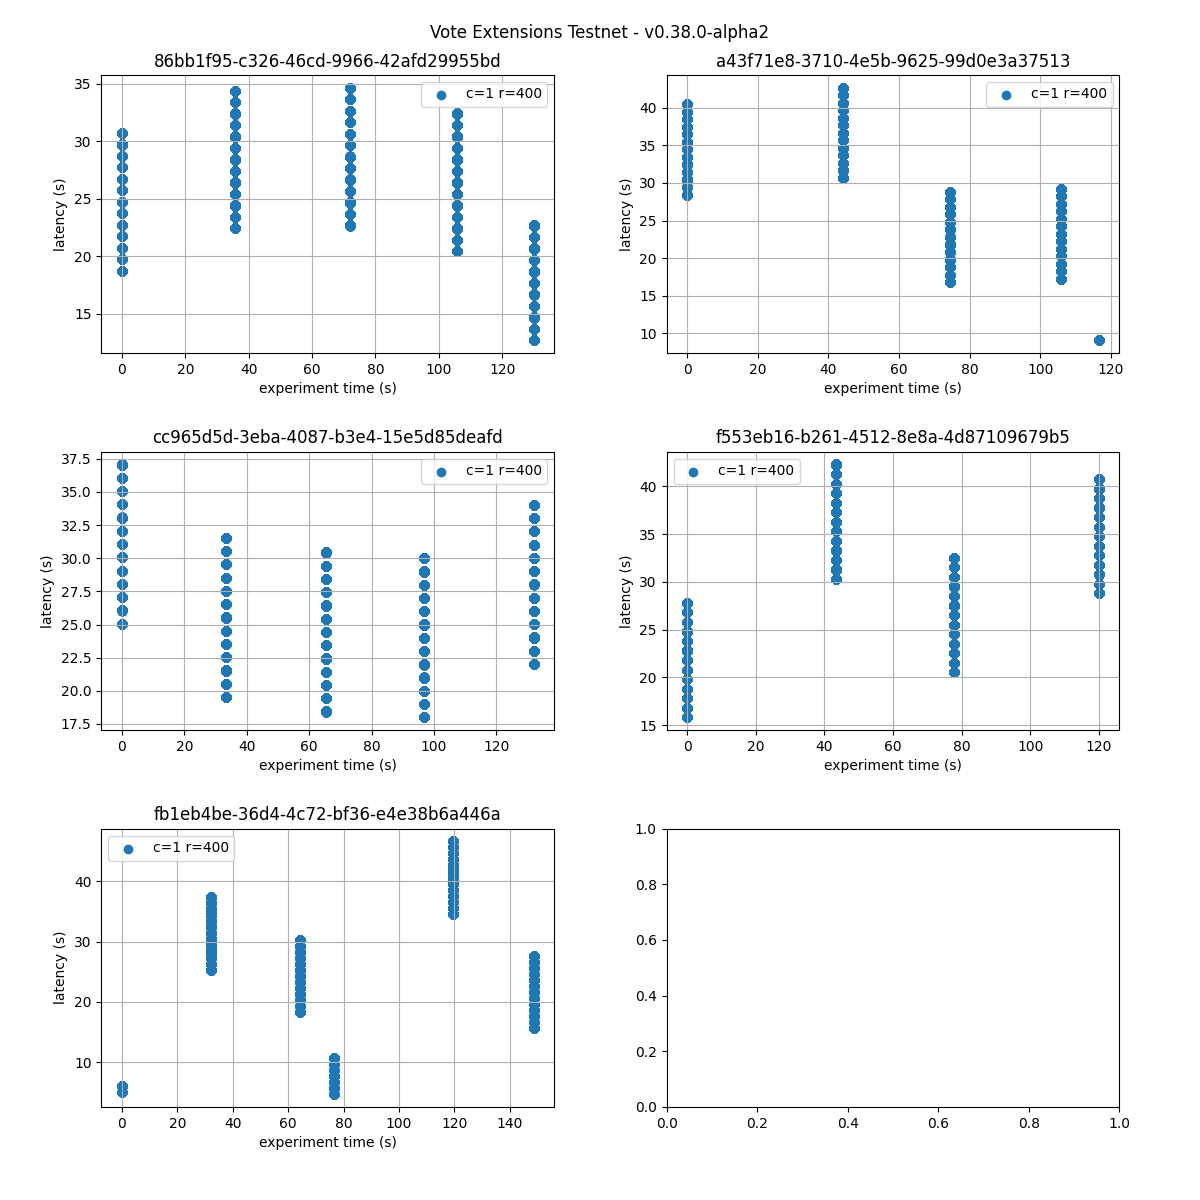 Vote Extensions Testnet - v0.38.0-alpha2
86bb1f95-c326-46cd-9966-42afd29955bd
c=1 r=400
35
30
25
20
15
latency (s)
0 20 40 60 80 100 120
experiment time (s)
a43f71e8-3710-4e5b-9625-99d0e3a37513
c=1 r=400
40
35
30
25
20
15
10
latency (s)
0 20 40 60 80 100 120
experiment time (s)
cc965d5d-3eba-4087-b3e4-15e5d85deafd
c=1 r=400
37.5
35.0
32.5
30.0
27.5
25.0
22.5
20.0
17.5
latency (s)
0 20 40 60 80 100 120
experiment time (s)
f553eb16-b261-4512-8e8a-4d87109679b5
c=1 r=400
40
35
30
25
20
15
latency (s)
0 20 40 60 80 100 120
experiment time (s)
fb1eb4be-36d4-4c72-bf36-e4e38b6a446a
c=1 r=400
40
30
20
10
latency (s)
0 20 40 60 80 100 120 140
experiment time (s)
1.0
0.8
0.6
0.4
0.2
0.0
0.0 0.2 0.4 0.6 0.8 1.0